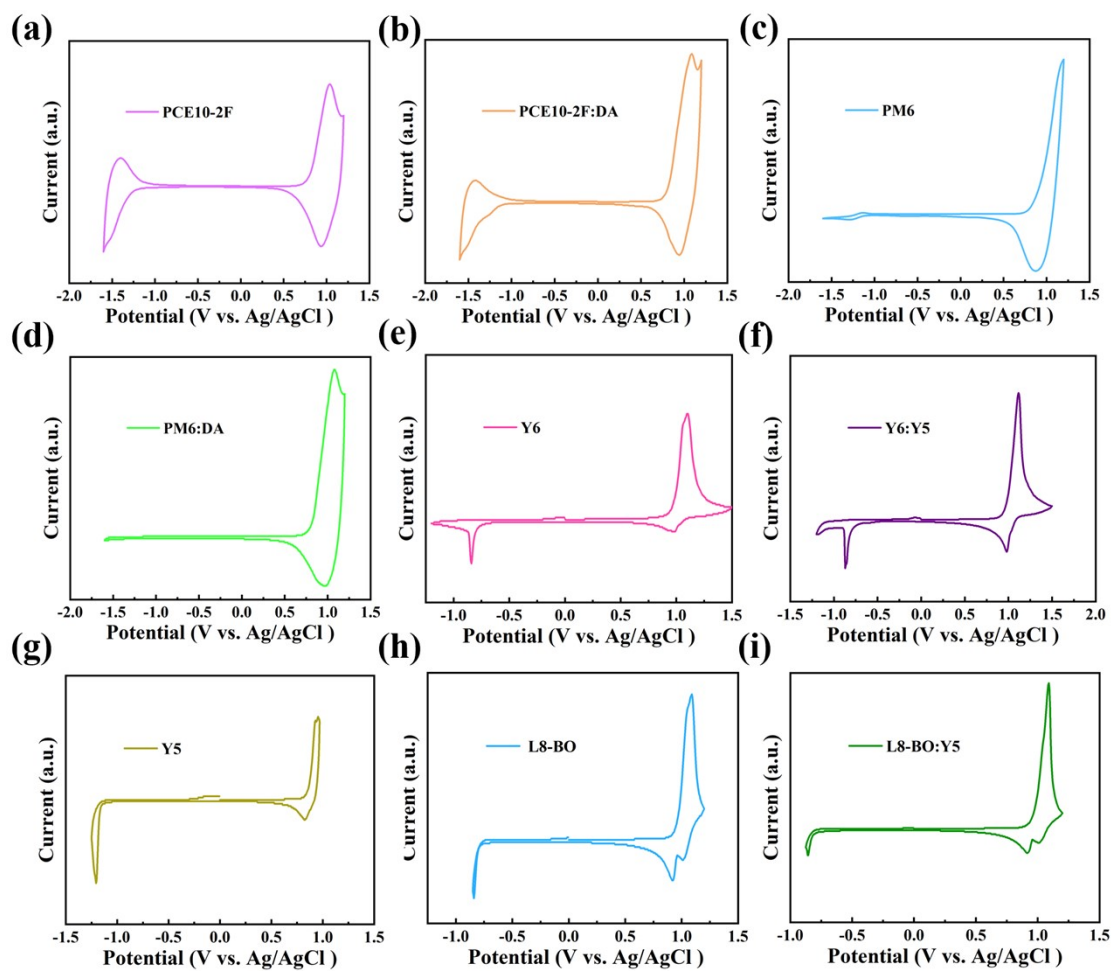 (a)
PCE10-2F
Current (a.u.)
-2.0 -1.5 -1.0 -0.5 0.0 0.5 1.0 1.5
Potential (V vs. Ag/AgCl )
(b)
PCE10-2F:DA
Current (a.u.)
-2.0 -1.5 -1.0 -0.5 0.0 0.5 1.0 1.5
Potential (V vs. Ag/AgCl )
(c)
PM6
Current (a.u.)
-2.0 -1.5 -1.0 -0.5 0.0 0.5 1.0 1.5
Potential (V vs. Ag/AgCl )
(d)
PM6:DA
Current (a.u.)
-2.0 -1.5 -1.0 -0.5 0.0 0.5 1.0 1.5
Potential (V vs. Ag/AgCl )
(e)
Y6
Current (a.u.)
-1.0 -0.5 0.0 0.5 1.0 1.5
Potential (V vs. Ag/AgCl )
(f)
Y6:Y5
Current (a.u.)
-1.5 -1.0 -0.5 0.0 0.5 1.0 1.5 2.0
Potential (V vs. Ag/AgCl )
(g)
Y5
Current (a.u.)
-1.5 -1.0 -0.5 0.0 0.5 1.0 1.5
Potential (V vs. Ag/AgCl )
(h)
L8-BO
Current (a.u.)
-1.0 -0.5 0.0 0.5 1.0 1.5
Potential (V vs. Ag/AgCl )
(i)
L8-BO:Y5
Current (a.u.)
-1.0 -0.5 0.0 0.5 1.0 1.5
Potential (V vs. Ag/AgCl )